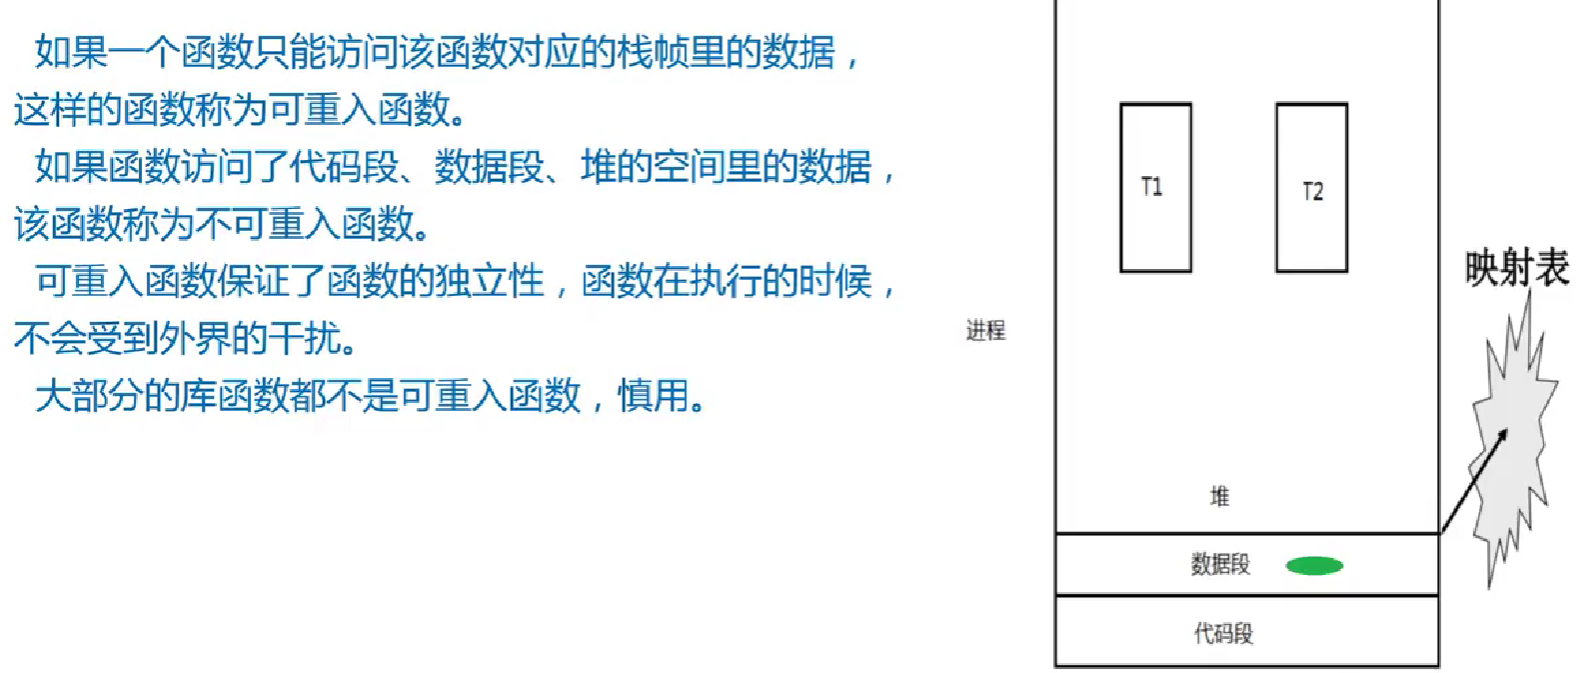 如果一个函数只能访问该函数对应的栈帧里的数据，
这样的函数称为可重入函数。
如果函数访问了代码段、数据段、堆的空间里的数据，
该函数称为不可重入函数。
可重入函数保证了函数的独立性，函数在执行的时候，
不会受到外界的干扰。
大部分的库函数都不是可重入函数，慎用。
T1
T2
映射表
进程
堆
数据段
代码段